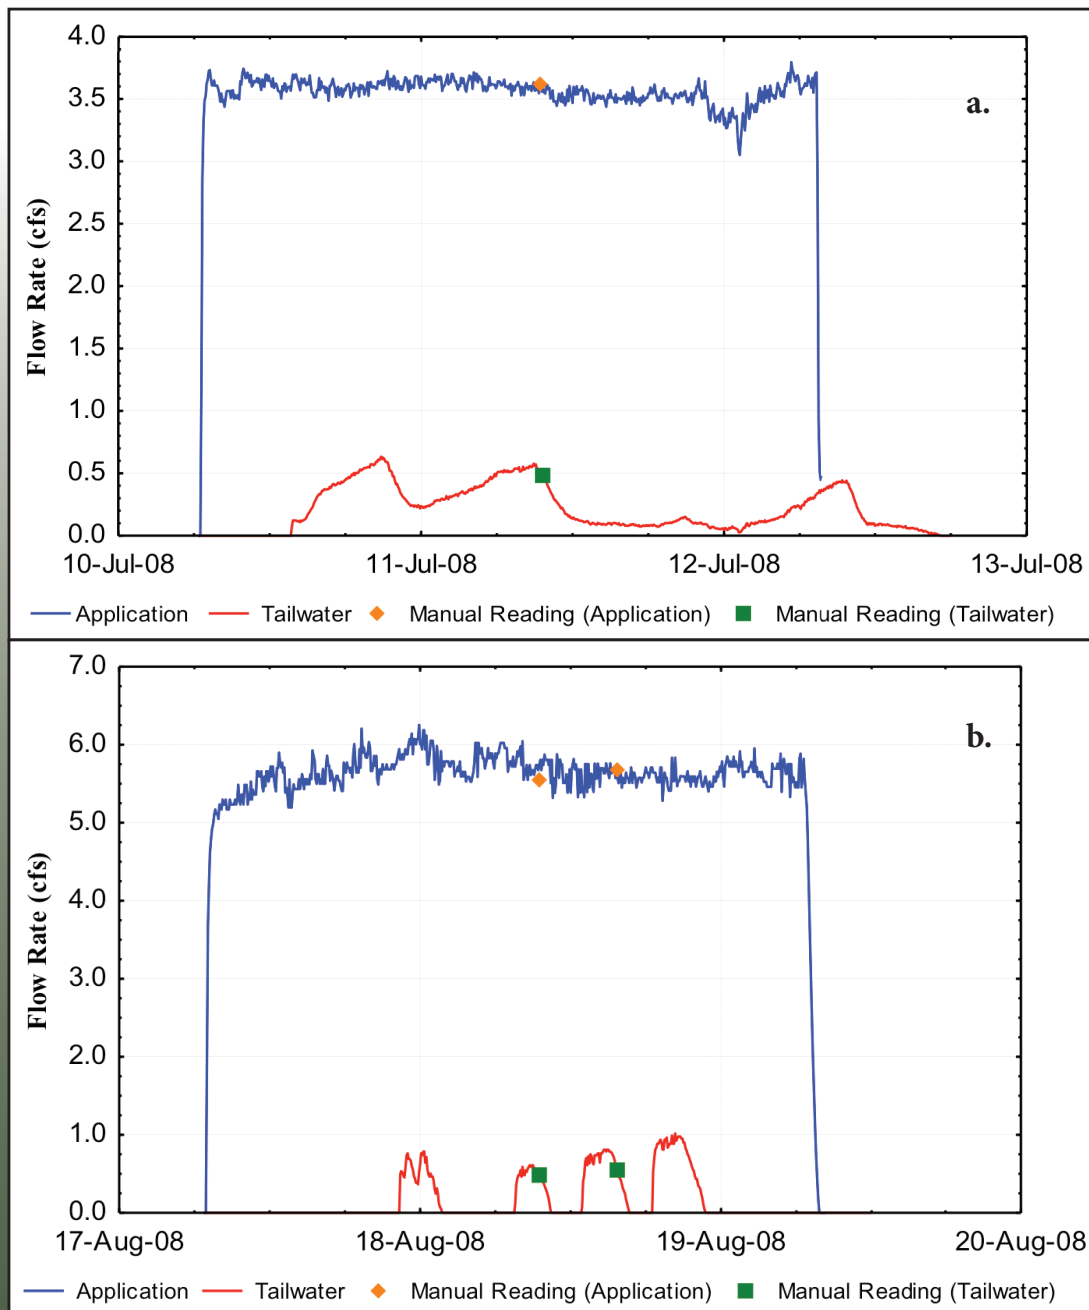 4.0
a.
3.5
3.0
2.5
2.0
1.5
1.0
0.5
0.0
Flow Rate (cfs)
10-Jul-08 11-Jul-08 12-Jul-08 13-Jul-08
Application Tailwater Manual Reading (Application) Manual Reading (Tailwater)
7.0
b.
6.0
5.0
4.0
3.0
2.0
1.0
0.0
Flow Rate (cfs)
17-Aug-08 18-Aug-08 19-Aug-08 20-Aug-08
Application Tailwater Manual Reading (Application) Manual Reading (Tailwater)